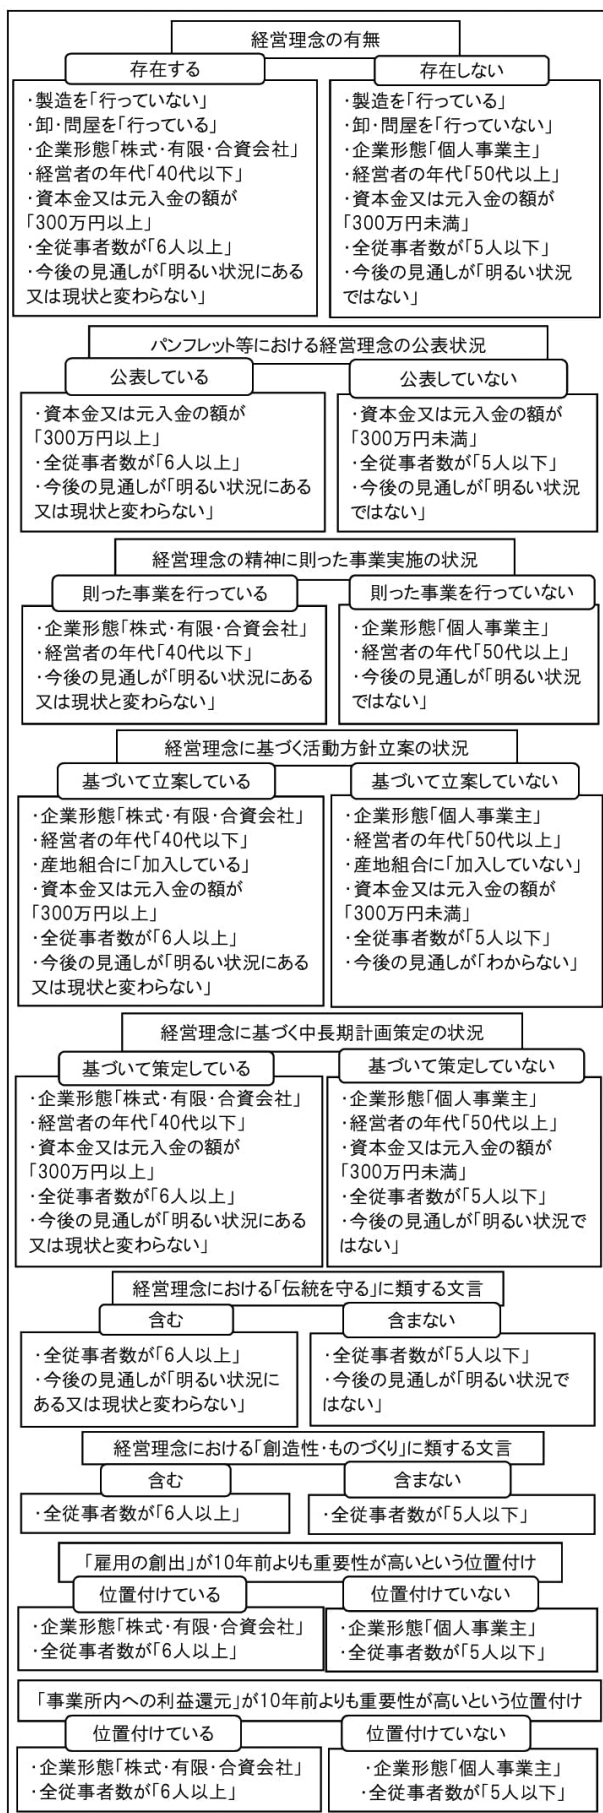 経営理念の有無
存在する
・製造を「行っていない」
・卸・問屋を「行っている」
・企業形態「株式・有限・合資会社」
・経営者の年代「40代以下」
・資本金又は元入金の額が
「300万円以上」
・全従事者数が「6人以上」
・今後の見通しが「明るい状況にある
又は現状と変わらない」
存在しない
・製造を「行っている」
・卸・問屋を「行っていない」
・企業形態「個人事業主」
・経営者の年代「50代以上」
・資本金又は元入金の額が
「300万円未満」
・全従事者数が「5人以下」
・今後の見通しが「明るい状況
ではない」
パンフレット等における経営理念の公表状況
公表している
・資本金又は元入金の額が
「300万円以上」
・全従事者数が「6人以上」
・今後の見通しが「明るい状況にある
又は現状と変わらない」
公表していない
・資本金又は元入金の額が
「300万円未満」
・全従事者数が「5人以下」
・今後の見通しが「明るい状況
ではない」
経営理念の精神に則った事業実施の状況
則った事業を行っている
・企業形態「株式・有限・合資会社」
・経営者の年代「40代以下」
・今後の見通しが「明るい状況にある
又は現状と変わらない」
則った事業を行っていない
・企業形態「個人事業主」
・経営者の年代「50代以上」
・今後の見通しが「明るい状況
ではない」
経営理念に基づく活動方針立案の状況
基づいて立案している
・企業形態「株式・有限・合資会社」
・経営者の年代「40代以下」
・産地組合に「加入している」
・資本金又は元入金の額が
「300万円以上」
・全従事者数が「6人以上」
・今後の見通しが「明るい状況にある
又は現状と変わらない」
基づいて立案していない
・企業形態「個人事業主」
・経営者の年代「50代以上」
・産地組合に「加入していない」
・資本金又は元入金の額が
「300万円未満」
・全従事者数が「5人以下」
・今後の見通しが「わからない」
経営理念に基づく中長期計画策定の状況
基づいて策定している
・企業形態「株式・有限・合資会社」
・経営者の年代「40代以下」
・資本金又は元入金の額が
「300万円以上」
・全従事者数が「6人以上」
・今後の見通しが「明るい状況にある
又は現状と変わらない」
基づいて策定していない
・企業形態「個人事業主」
・経営者の年代「50代以上」
・資本金又は元入金の額が
「300万円未満」
・全従事者数が「5人以下」
・今後の見通しが「明るい状況で
はない」
経営理念における「伝統を守る」に類する文言
含む
・全従事者数が「6人以上」
・今後の見通しが「明るい状況に
ある又は現状と変わらない」
含まない
・全従事者数が「5人以下」
・今後の見通しが「明るい状況で
はない」
経営理念における「創造性・ものづくり」に類する文言
含む
・全従事者数が「6人以上」
含まない
・全従事者数が「5人以下」
「雇用の創出」が10年前よりも重要性が高いという位置付け
位置付けている
・企業形態「株式・有限・合資会社」
・全従事者数が「6人以上」
位置付けていない
・企業形態「個人事業主」
・全従事者数が「5人以下」
「事業所内への利益還元」が10年前よりも重要性が高いという位置付け
位置付けている
・企業形態「株式・有限・合資会社」
・全従事者数が「6人以上」
位置付けていない
・企業形態「個人事業主」
・全従事者数が「5人以下」